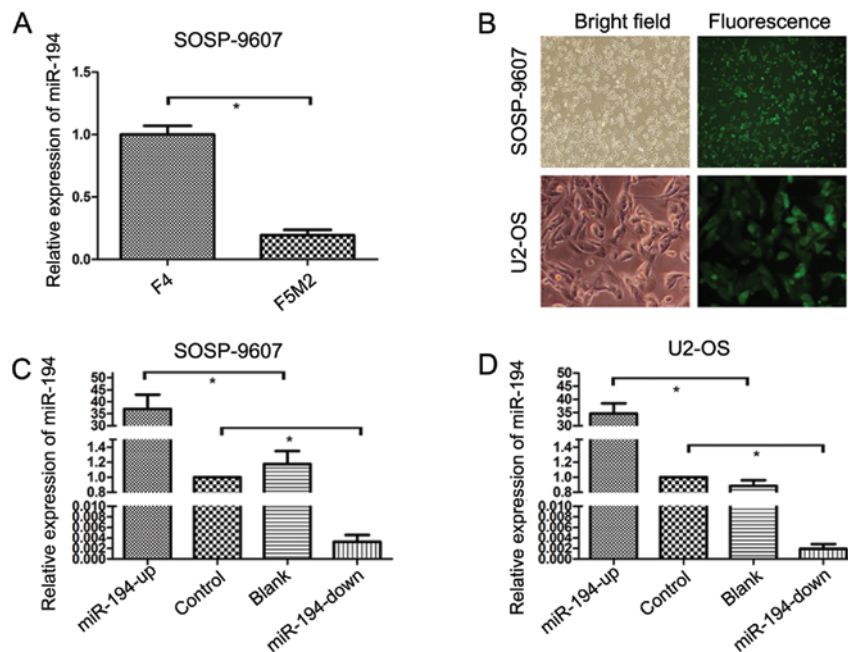 A
SOSP-9607
Relative expression of miR-194
1.5
1.0
0.5
0.0
*
F4
F5M2
B
Bright field
Fluorescence
SOSP-9607
U2-OS
C
SOSP-9607
Relative expression of miR-194
50
45
40
35
30
1.4
1.2
1.0
0.8
0.010
0.008
0.006
0.004
0.002
0.000
*
*
miR-194-up
Control
Blank
miR-194-down
D
U2-OS
Relative expression of miR-194
50
45
40
35
30
1.4
1.2
1.0
0.8
0.010
0.008
0.006
0.004
0.002
0.000
*
*
miR-194-up
Control
Blank
miR-194-down